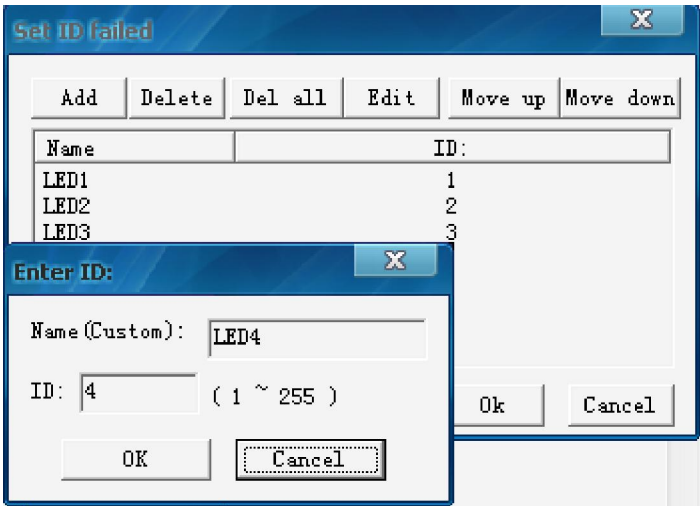 Set ID failed
Add Delete Del all Edit Move up Move down
Name ID:
LED1 1
LED2 2
LED3 3
Enter ID:
Name(Custom): LED4
ID: 4 ( 1 ~ 255 )
OK Cancel
Ok Cancel